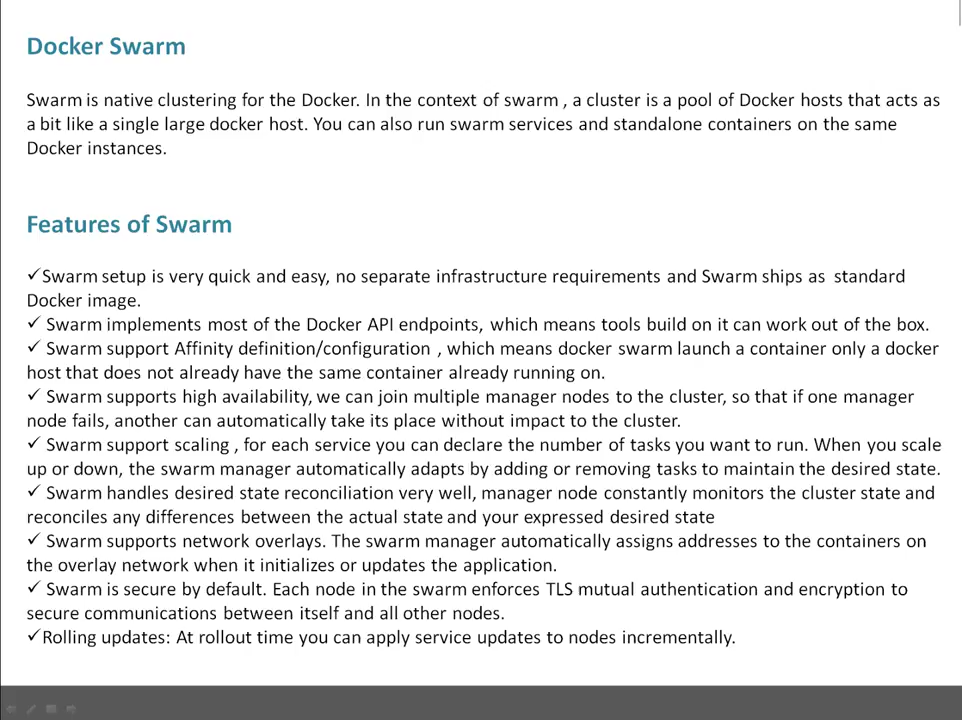 Docker Swarm
Swarm is native clustering for the Docker. In the context of swarm , a cluster is a pool of Docker hosts that acts as
a bit like a single large docker host. You can also run swarm services and standalone containers on the same
Docker instances.
Features of Swarm
✓Swarm setup is very quick and easy, no separate infrastructure requirements and Swarm ships as standard
Docker image.
✓ Swarm implements most of the Docker API endpoints, which means tools build on it can work out of the box.
✓ Swarm support Affinity definition/configuration , which means docker swarm launch a container only a docker
host that does not already have the same container already running on.
✓ Swarm supports high availability, we can join multiple manager nodes to the cluster, so that if one manager
node fails, another can automatically take its place without impact to the cluster.
✓ Swarm support scaling , for each service you can declare the number of tasks you want to run. When you scale
up or down, the swarm manager automatically adapts by adding or removing tasks to maintain the desired state.
✓ Swarm handles desired state reconciliation very well, manager node constantly monitors the cluster state and
reconciles any differences between the actual state and your expressed desired state
✓ Swarm supports network overlays. The swarm manager automatically assigns addresses to the containers on
the overlay network when it initializes or updates the application.
✓ Swarm is secure by default. Each node in the swarm enforces TLS mutual authentication and encryption to
secure communications between itself and all other nodes.
✓Rolling updates: At rollout time you can apply service updates to nodes incrementally.